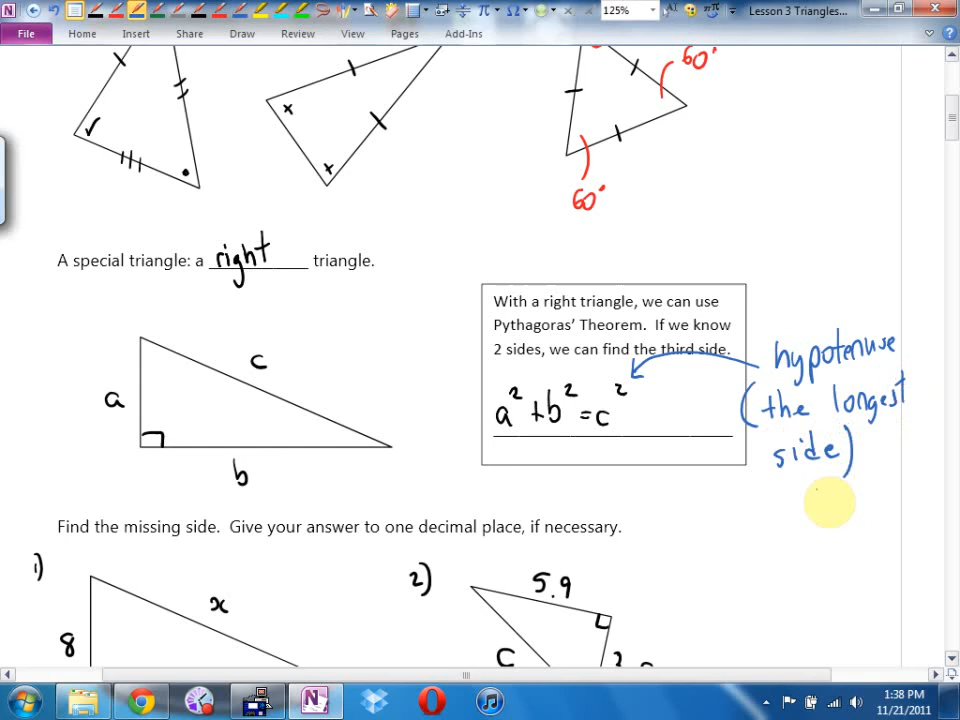 125%
Lesson 3 Triangles...
File Home Insert Share Draw Review View Pages Add-Ins
60°
60°
A special triangle: a right triangle.
With a right triangle, we can use
Pythagoras' Theorem. If we know
2 sides, we can find the third side.
a² + b² = c²
hypotenuse
(the longest
side)
a
c
b
Find the missing side. Give your answer to one decimal place, if necessary.
1)
x
8
2)
5.9
c
1:38 PM
11/21/2011